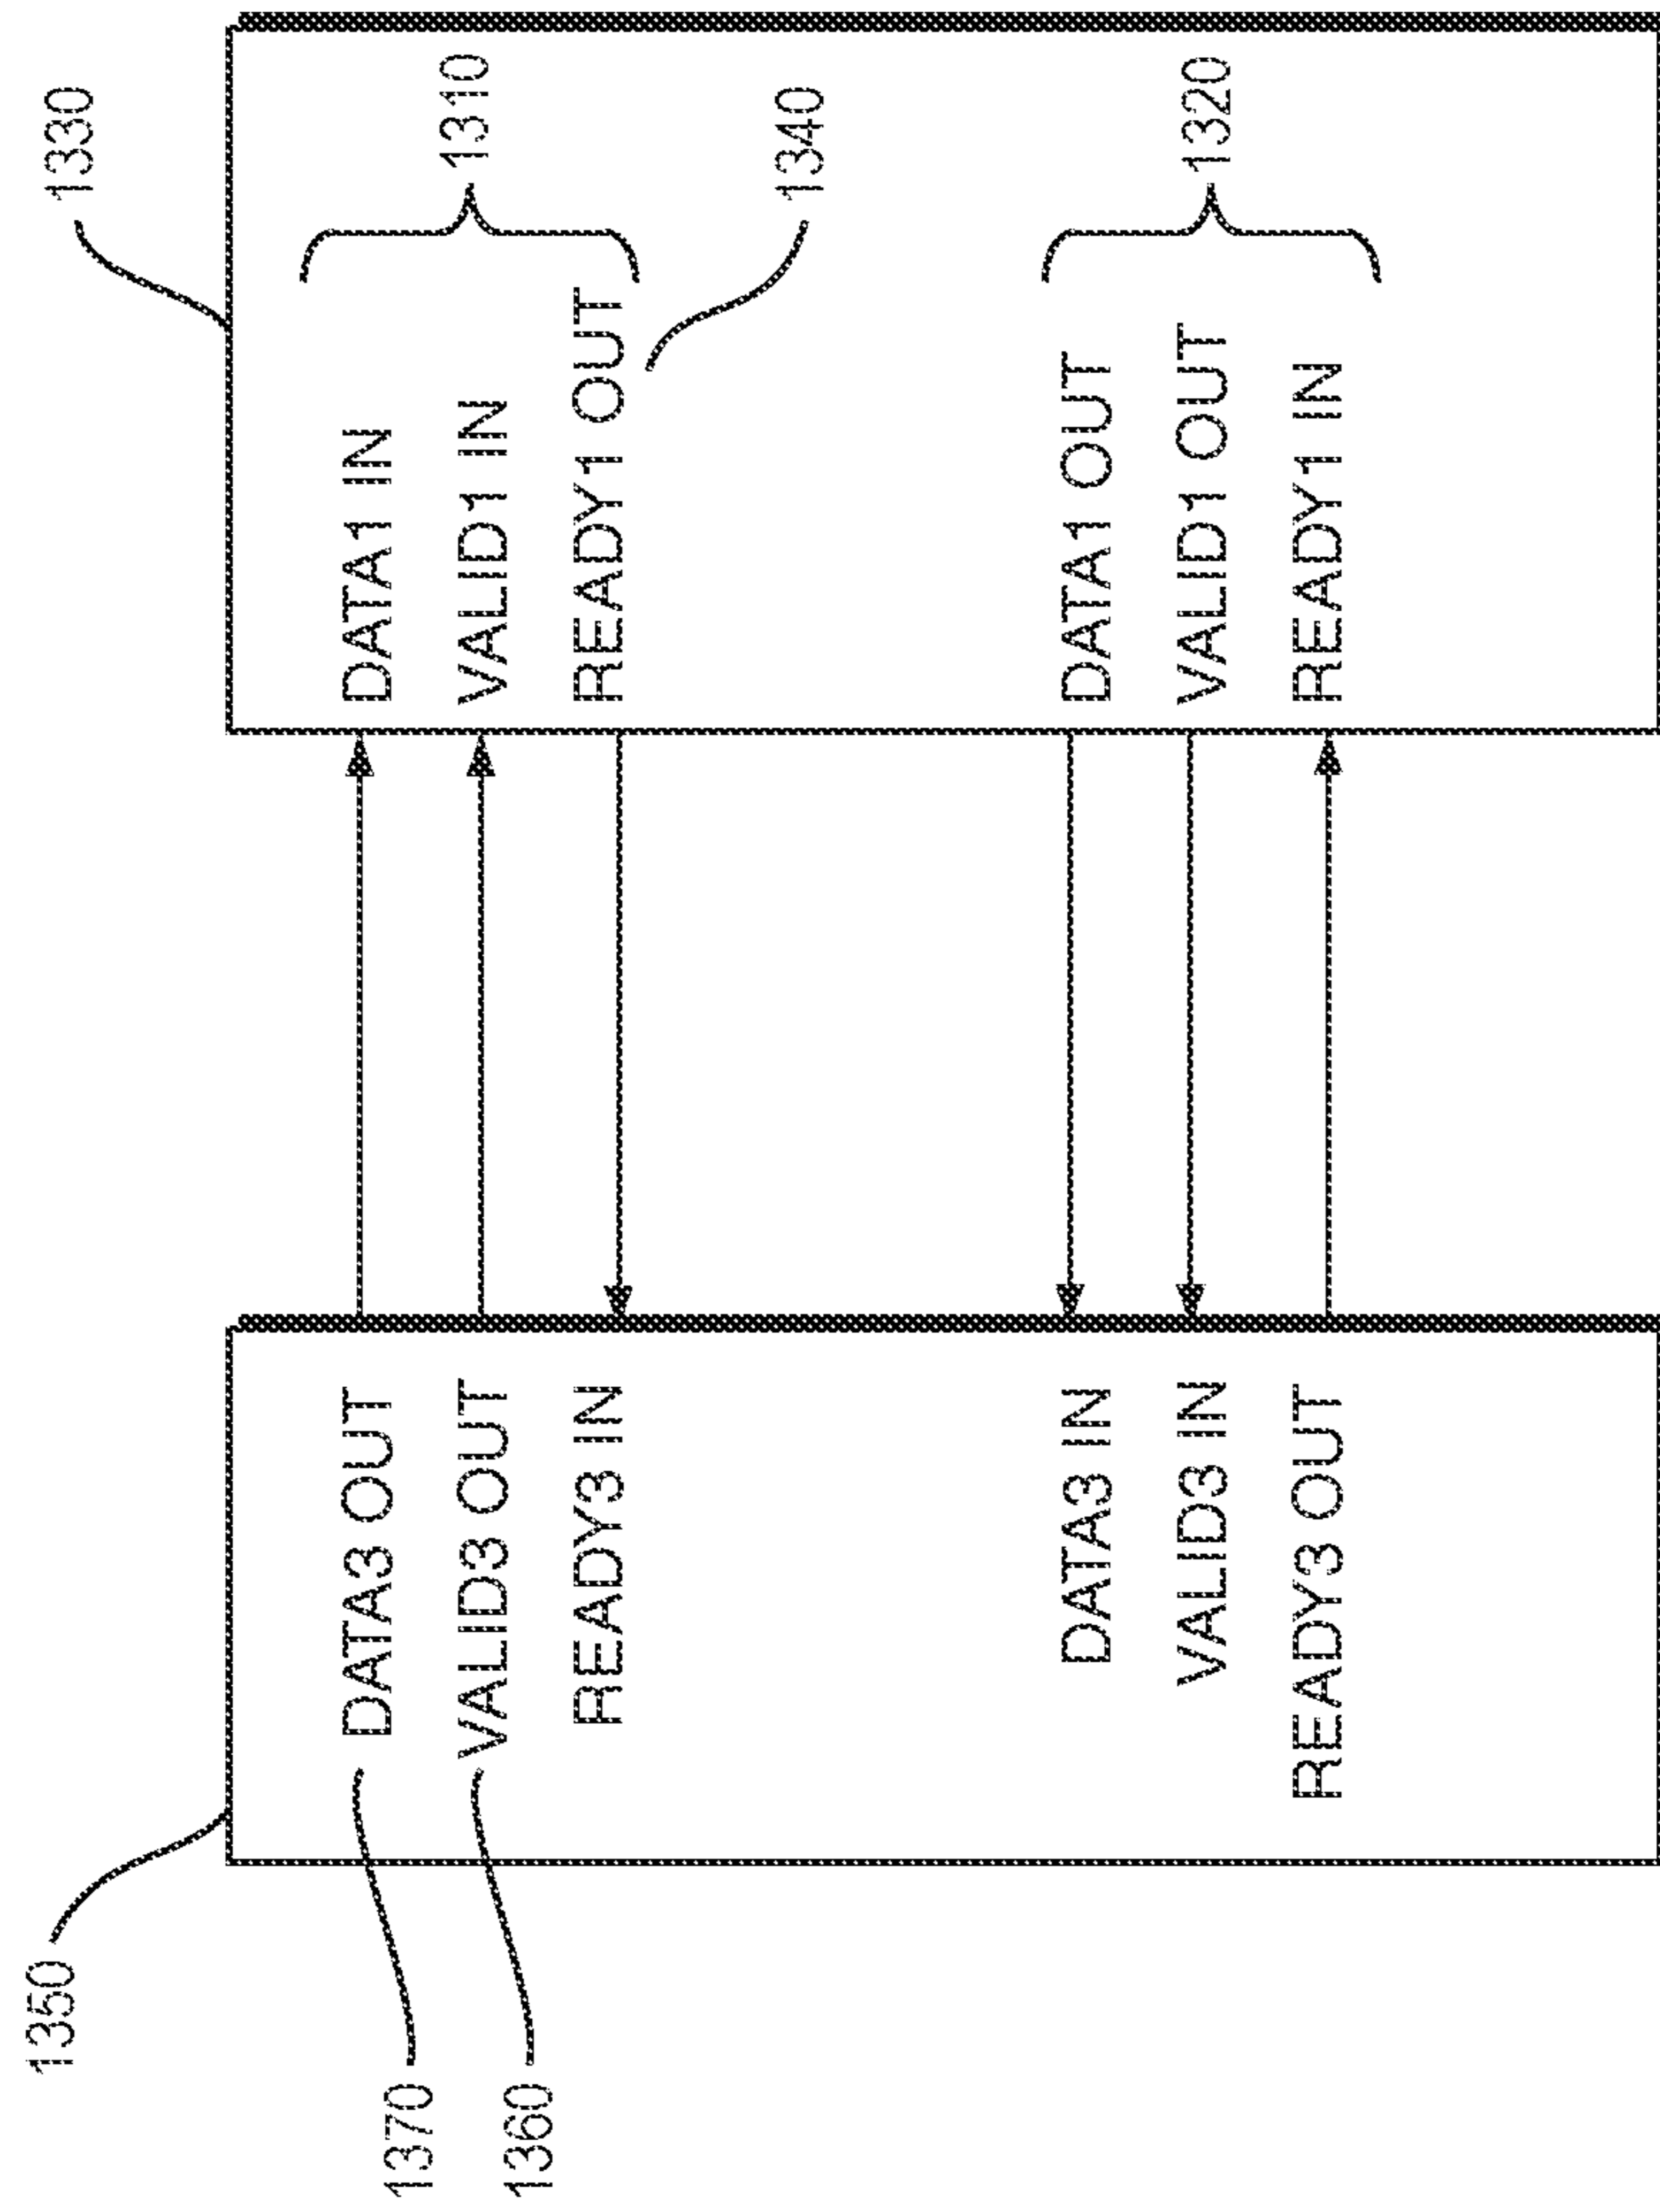 1350
1330
1370
DATA3 OUT
DATA1 IN
1360
VALID3 OUT
VALID1 IN
1310
READY3 IN
READY1 OUT
1340
DATA3 IN
DATA1 OUT
VALID3 IN
VALID1 OUT
1320
READY3 OUT
READY1 IN